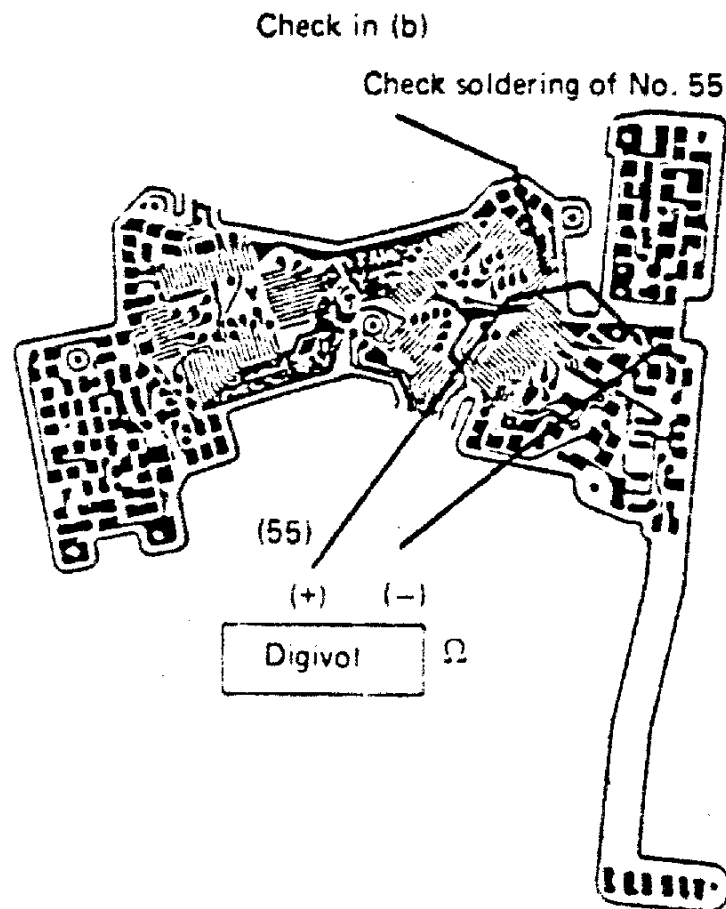 Check in (b)
Check soldering of No. 55
(55)
(+) (−)
Digivol Ω